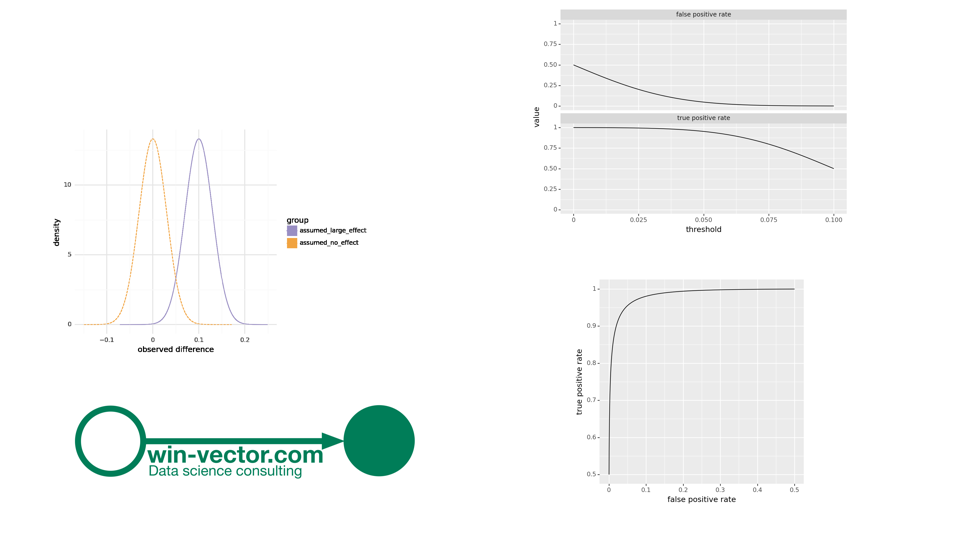 10
5
0
density
−0.1
0
0.1
0.2
observed difference
group
assumed_large_effect
assumed_no_effect
win-vector.com
Data science consulting
false positive rate
1
0.75
0.50
0.25
0
true positive rate
1
0.75
0.50
0.25
0
value
0
0.025
0.050
0.075
0.100
threshold
1
0.9
0.8
0.7
0.6
0.5
true positive rate
0
0.1
0.2
0.3
0.4
0.5
false positive rate